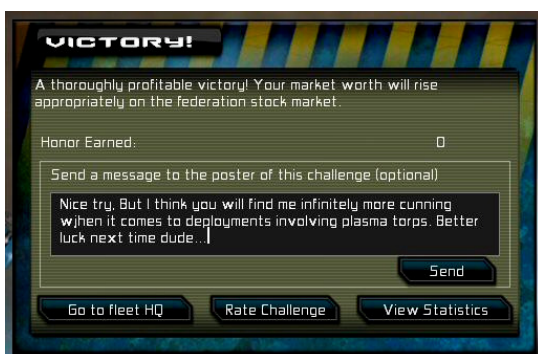 VICTORY!
A thoroughly profitable victory! Your market worth will rise
appropriately on the federation stock market.
Honor Earned: 0
Send a message to the poster of this challenge (optional)
Nice try, But I think you will find me infinitely more cunning
wjhen it comes to deployments involving plasma torps. Better
luck next time dude...
Send
Go to fleet HQ Rate Challenge View Statistics